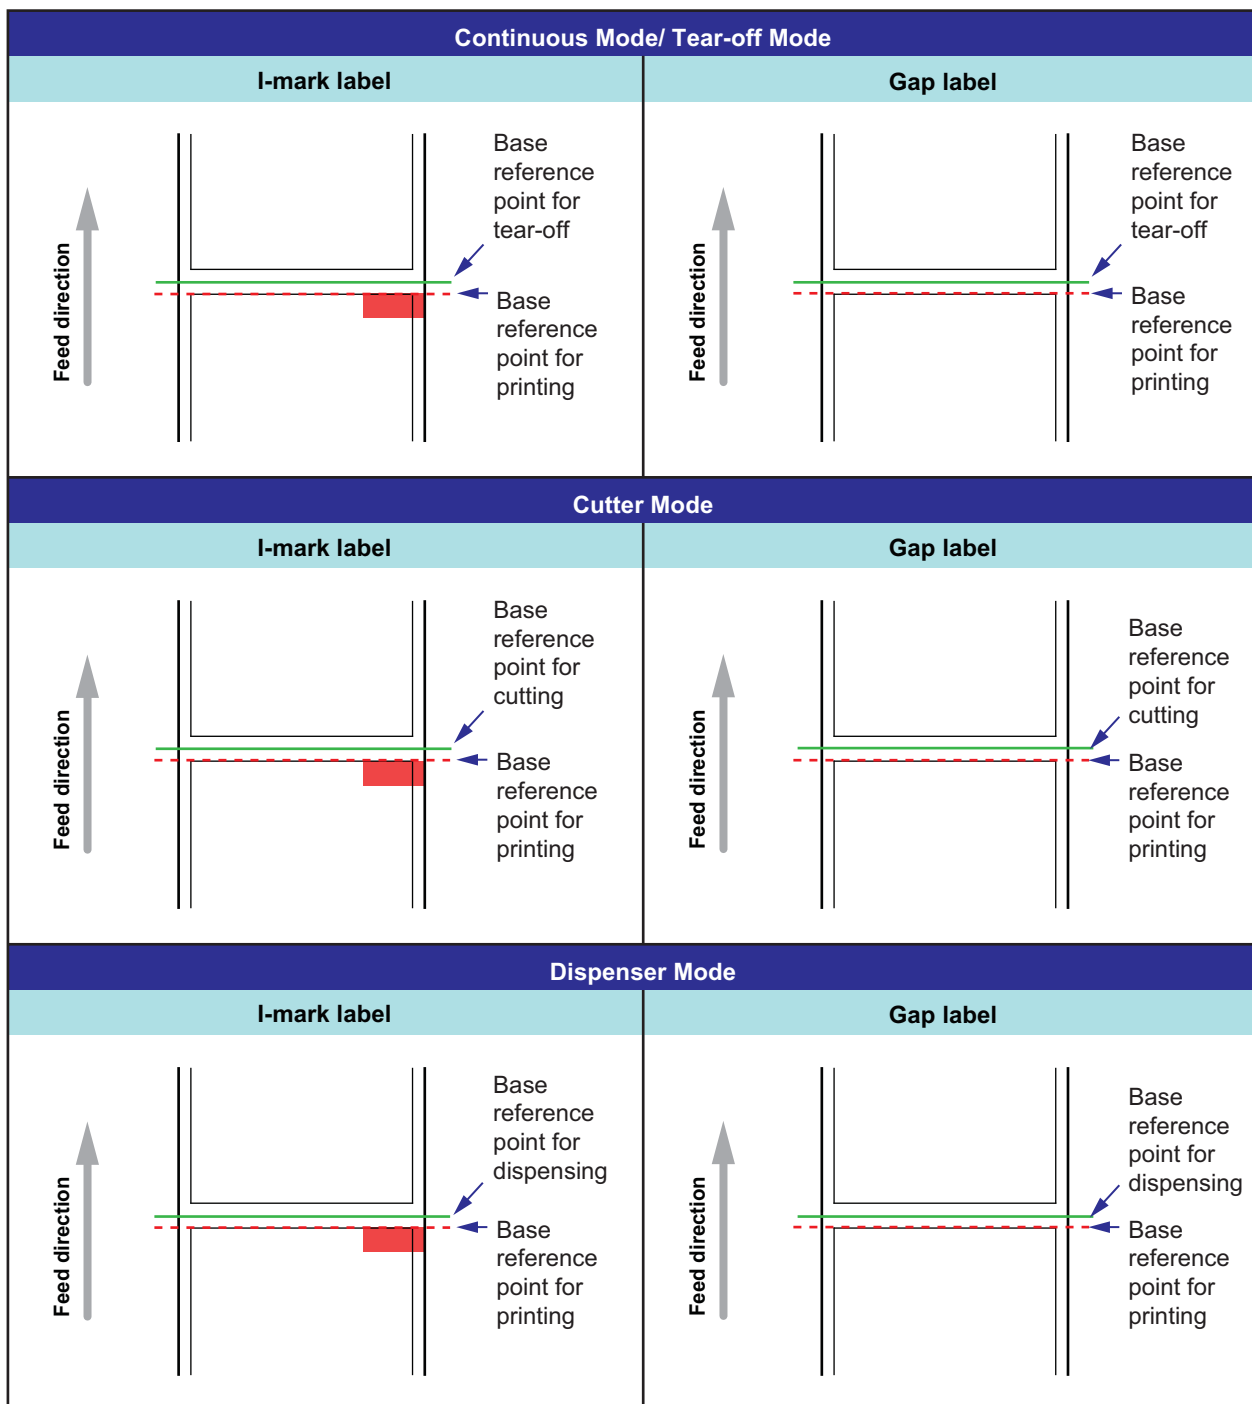 Continuous Mode/ Tear-off Mode
I-mark label
Gap label
Feed direction
Base
reference
point for
tear-off
Base
reference
point for
printing
Feed direction
Base
reference
point for
tear-off
Base
reference
point for
printing
Cutter Mode
I-mark label
Gap label
Feed direction
Base
reference
point for
cutting
Base
reference
point for
printing
Feed direction
Base
reference
point for
cutting
Base
reference
point for
printing
Dispenser Mode
I-mark label
Gap label
Feed direction
Base
reference
point for
dispensing
Base
reference
point for
printing
Feed direction
Base
reference
point for
dispensing
Base
reference
point for
printing